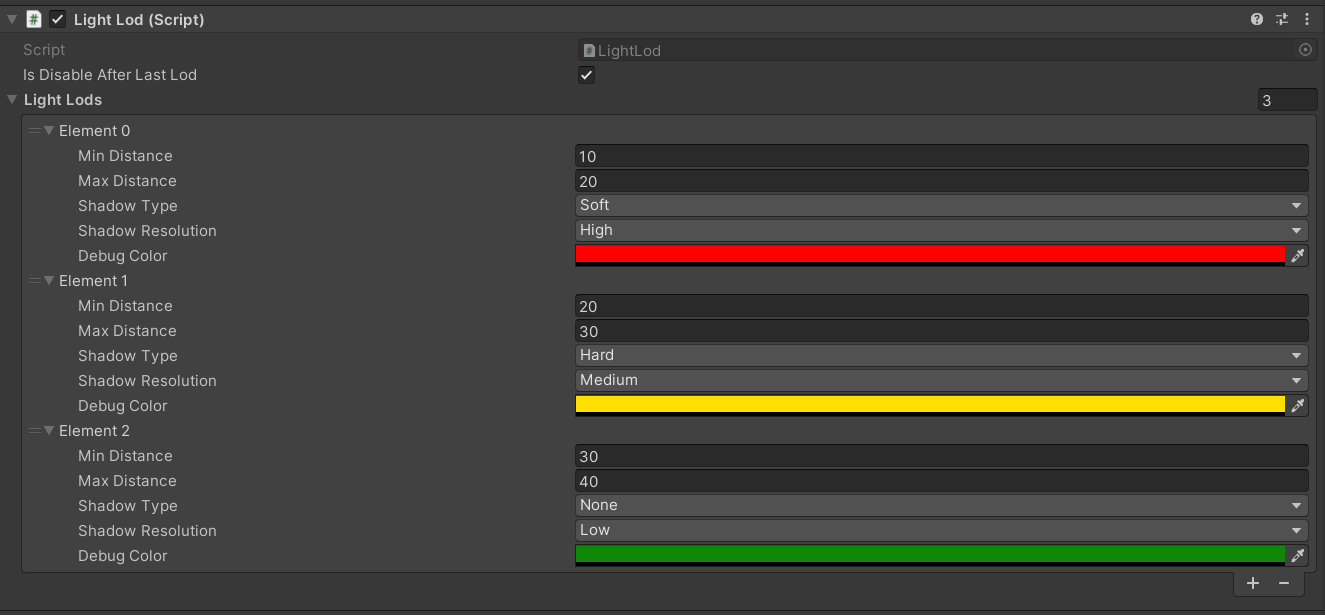 Light Lod (Script)
Script
LightLod
Is Disable After Last Lod
Light Lods
3
Element 0
Min Distance
10
Max Distance
20
Shadow Type
Soft
Shadow Resolution
High
Debug Color
Element 1
Min Distance
20
Max Distance
30
Shadow Type
Hard
Shadow Resolution
Medium
Debug Color
Element 2
Min Distance
30
Max Distance
40
Shadow Type
None
Shadow Resolution
Low
Debug Color